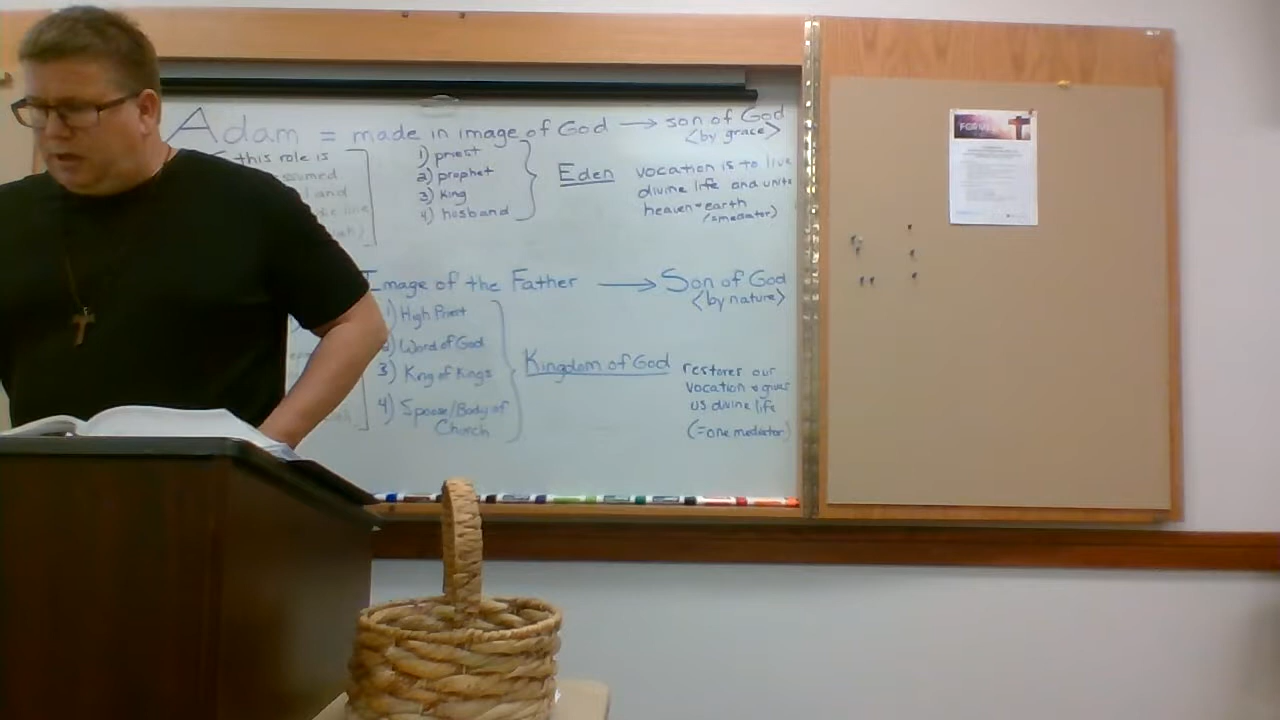 Adam = made in image of God → son of God
<by grace>
this role is
assumed
and
1) priest
2) prophet
3) king
4) husband
Eden
vocation is to live
divine life and unite
heaven + earth
(=mediator)
Image of the Father → Son of God
<by nature>
1) High Priest
2) Word of God
3) King of Kings
4) Spouse/Body of
Church
Kingdom of God
restores our
vocation + gives
us divine life
(=one mediator)